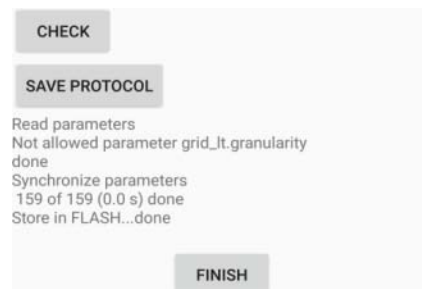 CHECK
SAVE PROTOCOL
Read parameters
Not allowed parameter grid_lt.granularity
done
Synchronize parameters
159 of 159 (0.0 s) done
Store in FLASH...done
FINISH